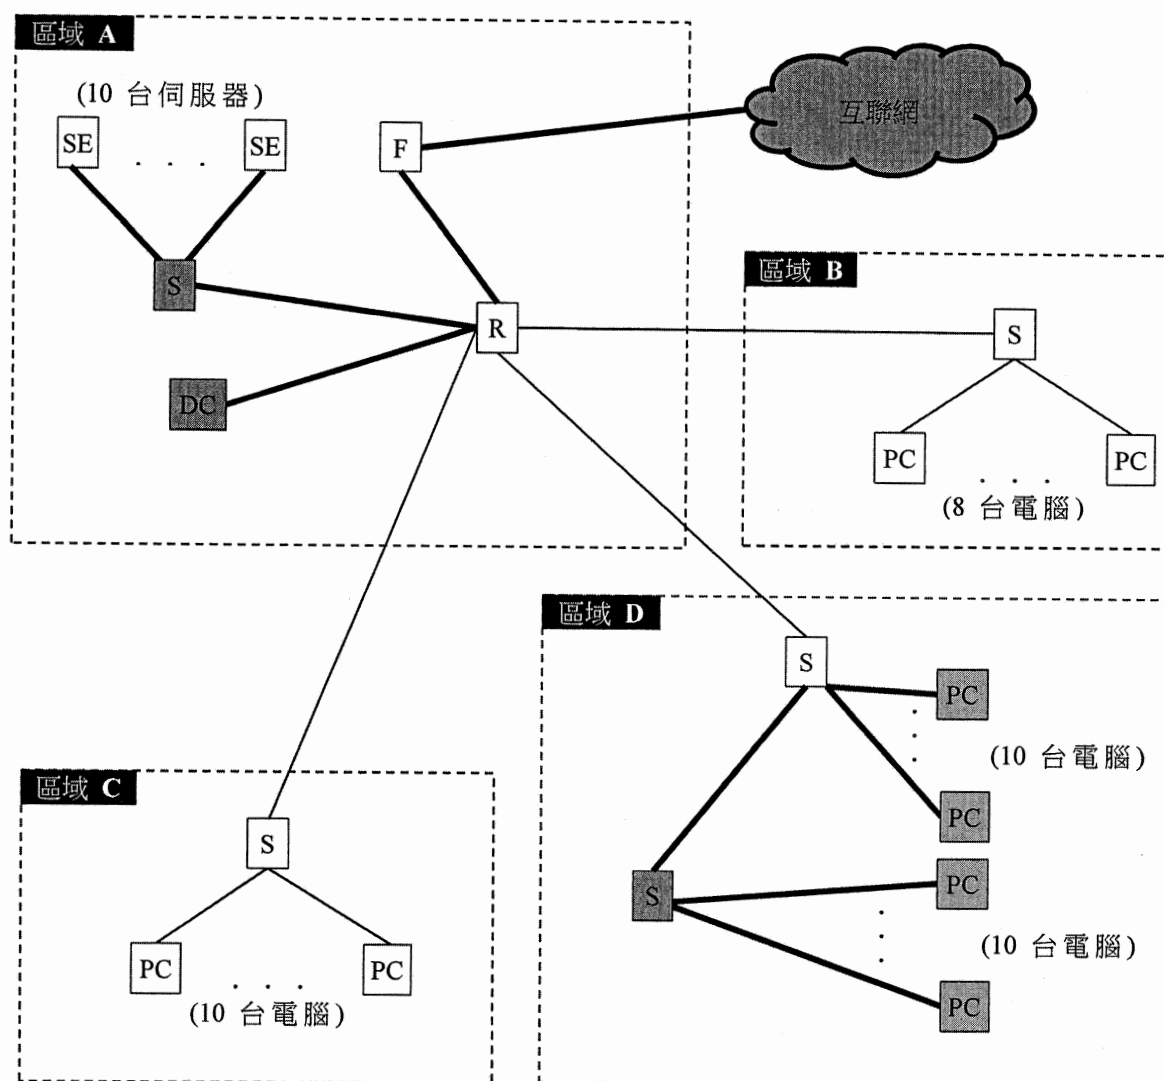 區域 A
(10 台伺服器)
SE
. . .
SE
F
互聯網
S
R
DC
區域 B
S
PC
. . .
PC
(8 台電腦)
區域 D
S
PC
.
.
.
(10 台電腦)
PC
S
PC
.
.
.
(10 台電腦)
PC
區域 C
S
PC
. . .
PC
(10 台電腦)